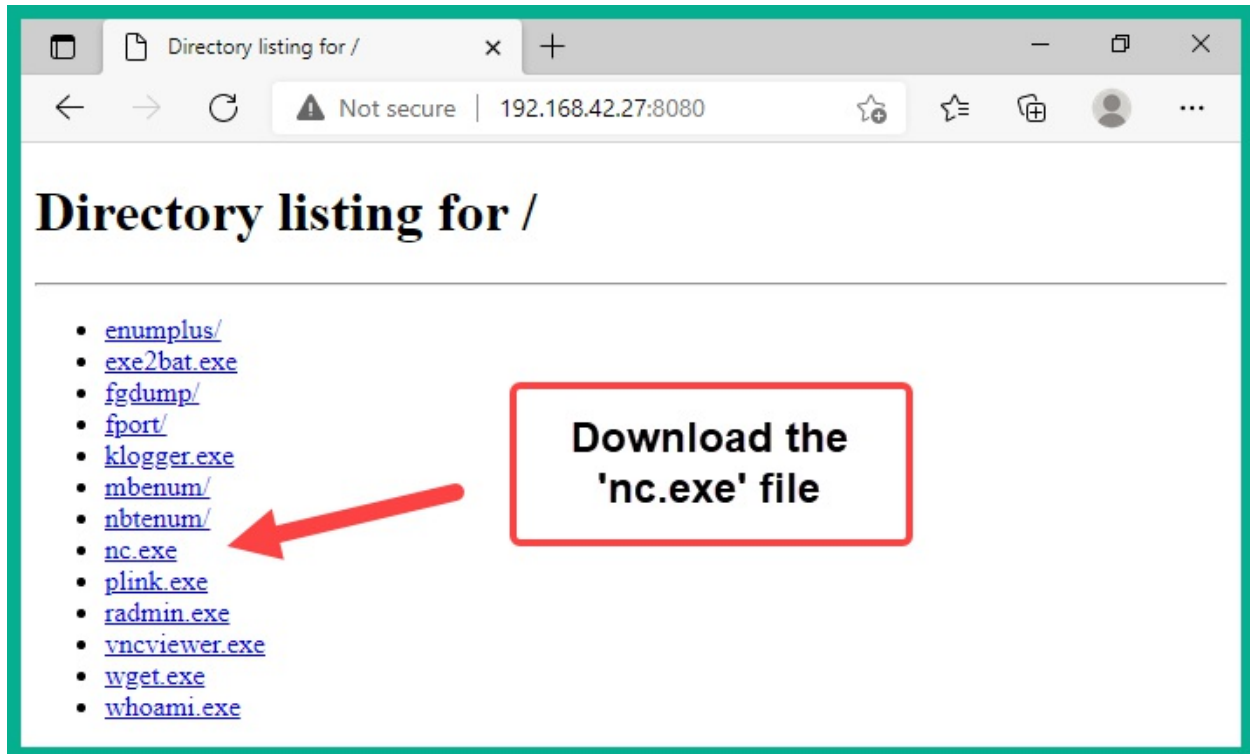 Directory listing for /
Not secure | 192.168.42.27:8080
Directory listing for /
enumplus/
exe2bat.exe
fgdump/
fport/
klogger.exe
mbenum/
nbtenum/
nc.exe
plink.exe
radmin.exe
vncviewer.exe
wget.exe
whoami.exe
Download the
'nc.exe' file